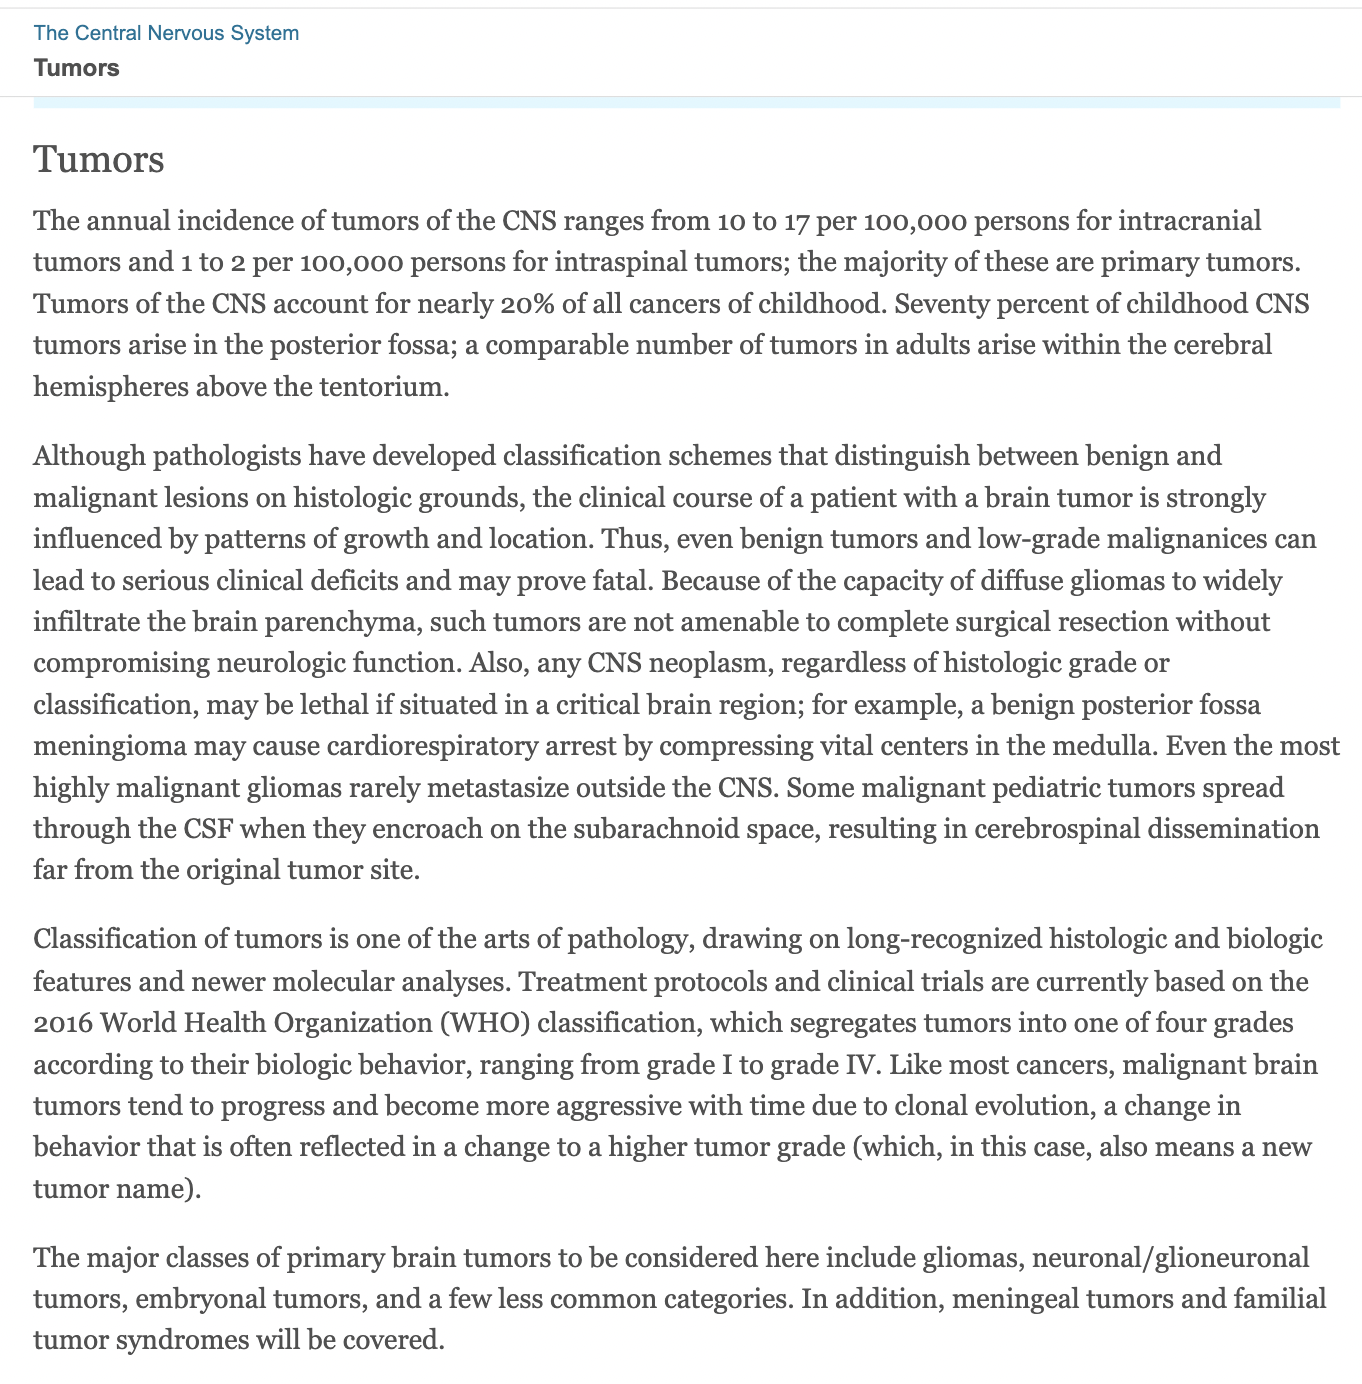 The Central Nervous System
Tumors
Tumors
The annual incidence of tumors of the CNS ranges from 10 to 17 per 100,000 persons for intracranial
tumors and 1 to 2 per 100,000 persons for intraspinal tumors; the majority of these are primary tumors.
Tumors of the CNS account for nearly 20% of all cancers of childhood. Seventy percent of childhood CNS
tumors arise in the posterior fossa; a comparable number of tumors in adults arise within the cerebral
hemispheres above the tentorium.
Although pathologists have developed classification schemes that distinguish between benign and
malignant lesions on histologic grounds, the clinical course of a patient with a brain tumor is strongly
influenced by patterns of growth and location. Thus, even benign tumors and low-grade malignanices can
lead to serious clinical deficits and may prove fatal. Because of the capacity of diffuse gliomas to widely
infiltrate the brain parenchyma, such tumors are not amenable to complete surgical resection without
compromising neurologic function. Also, any CNS neoplasm, regardless of histologic grade or
classification, may be lethal if situated in a critical brain region; for example, a benign posterior fossa
meningioma may cause cardiorespiratory arrest by compressing vital centers in the medulla. Even the most
highly malignant gliomas rarely metastasize outside the CNS. Some malignant pediatric tumors spread
through the CSF when they encroach on the subarachnoid space, resulting in cerebrospinal dissemination
far from the original tumor site.
Classification of tumors is one of the arts of pathology, drawing on long-recognized histologic and biologic
features and newer molecular analyses. Treatment protocols and clinical trials are currently based on the
2016 World Health Organization (WHO) classification, which segregates tumors into one of four grades
according to their biologic behavior, ranging from grade I to grade IV. Like most cancers, malignant brain
tumors tend to progress and become more aggressive with time due to clonal evolution, a change in
behavior that is often reflected in a change to a higher tumor grade (which, in this case, also means a new
tumor name).
The major classes of primary brain tumors to be considered here include gliomas, neuronal/glioneuronal
tumors, embryonal tumors, and a few less common categories. In addition, meningeal tumors and familial
tumor syndromes will be covered.